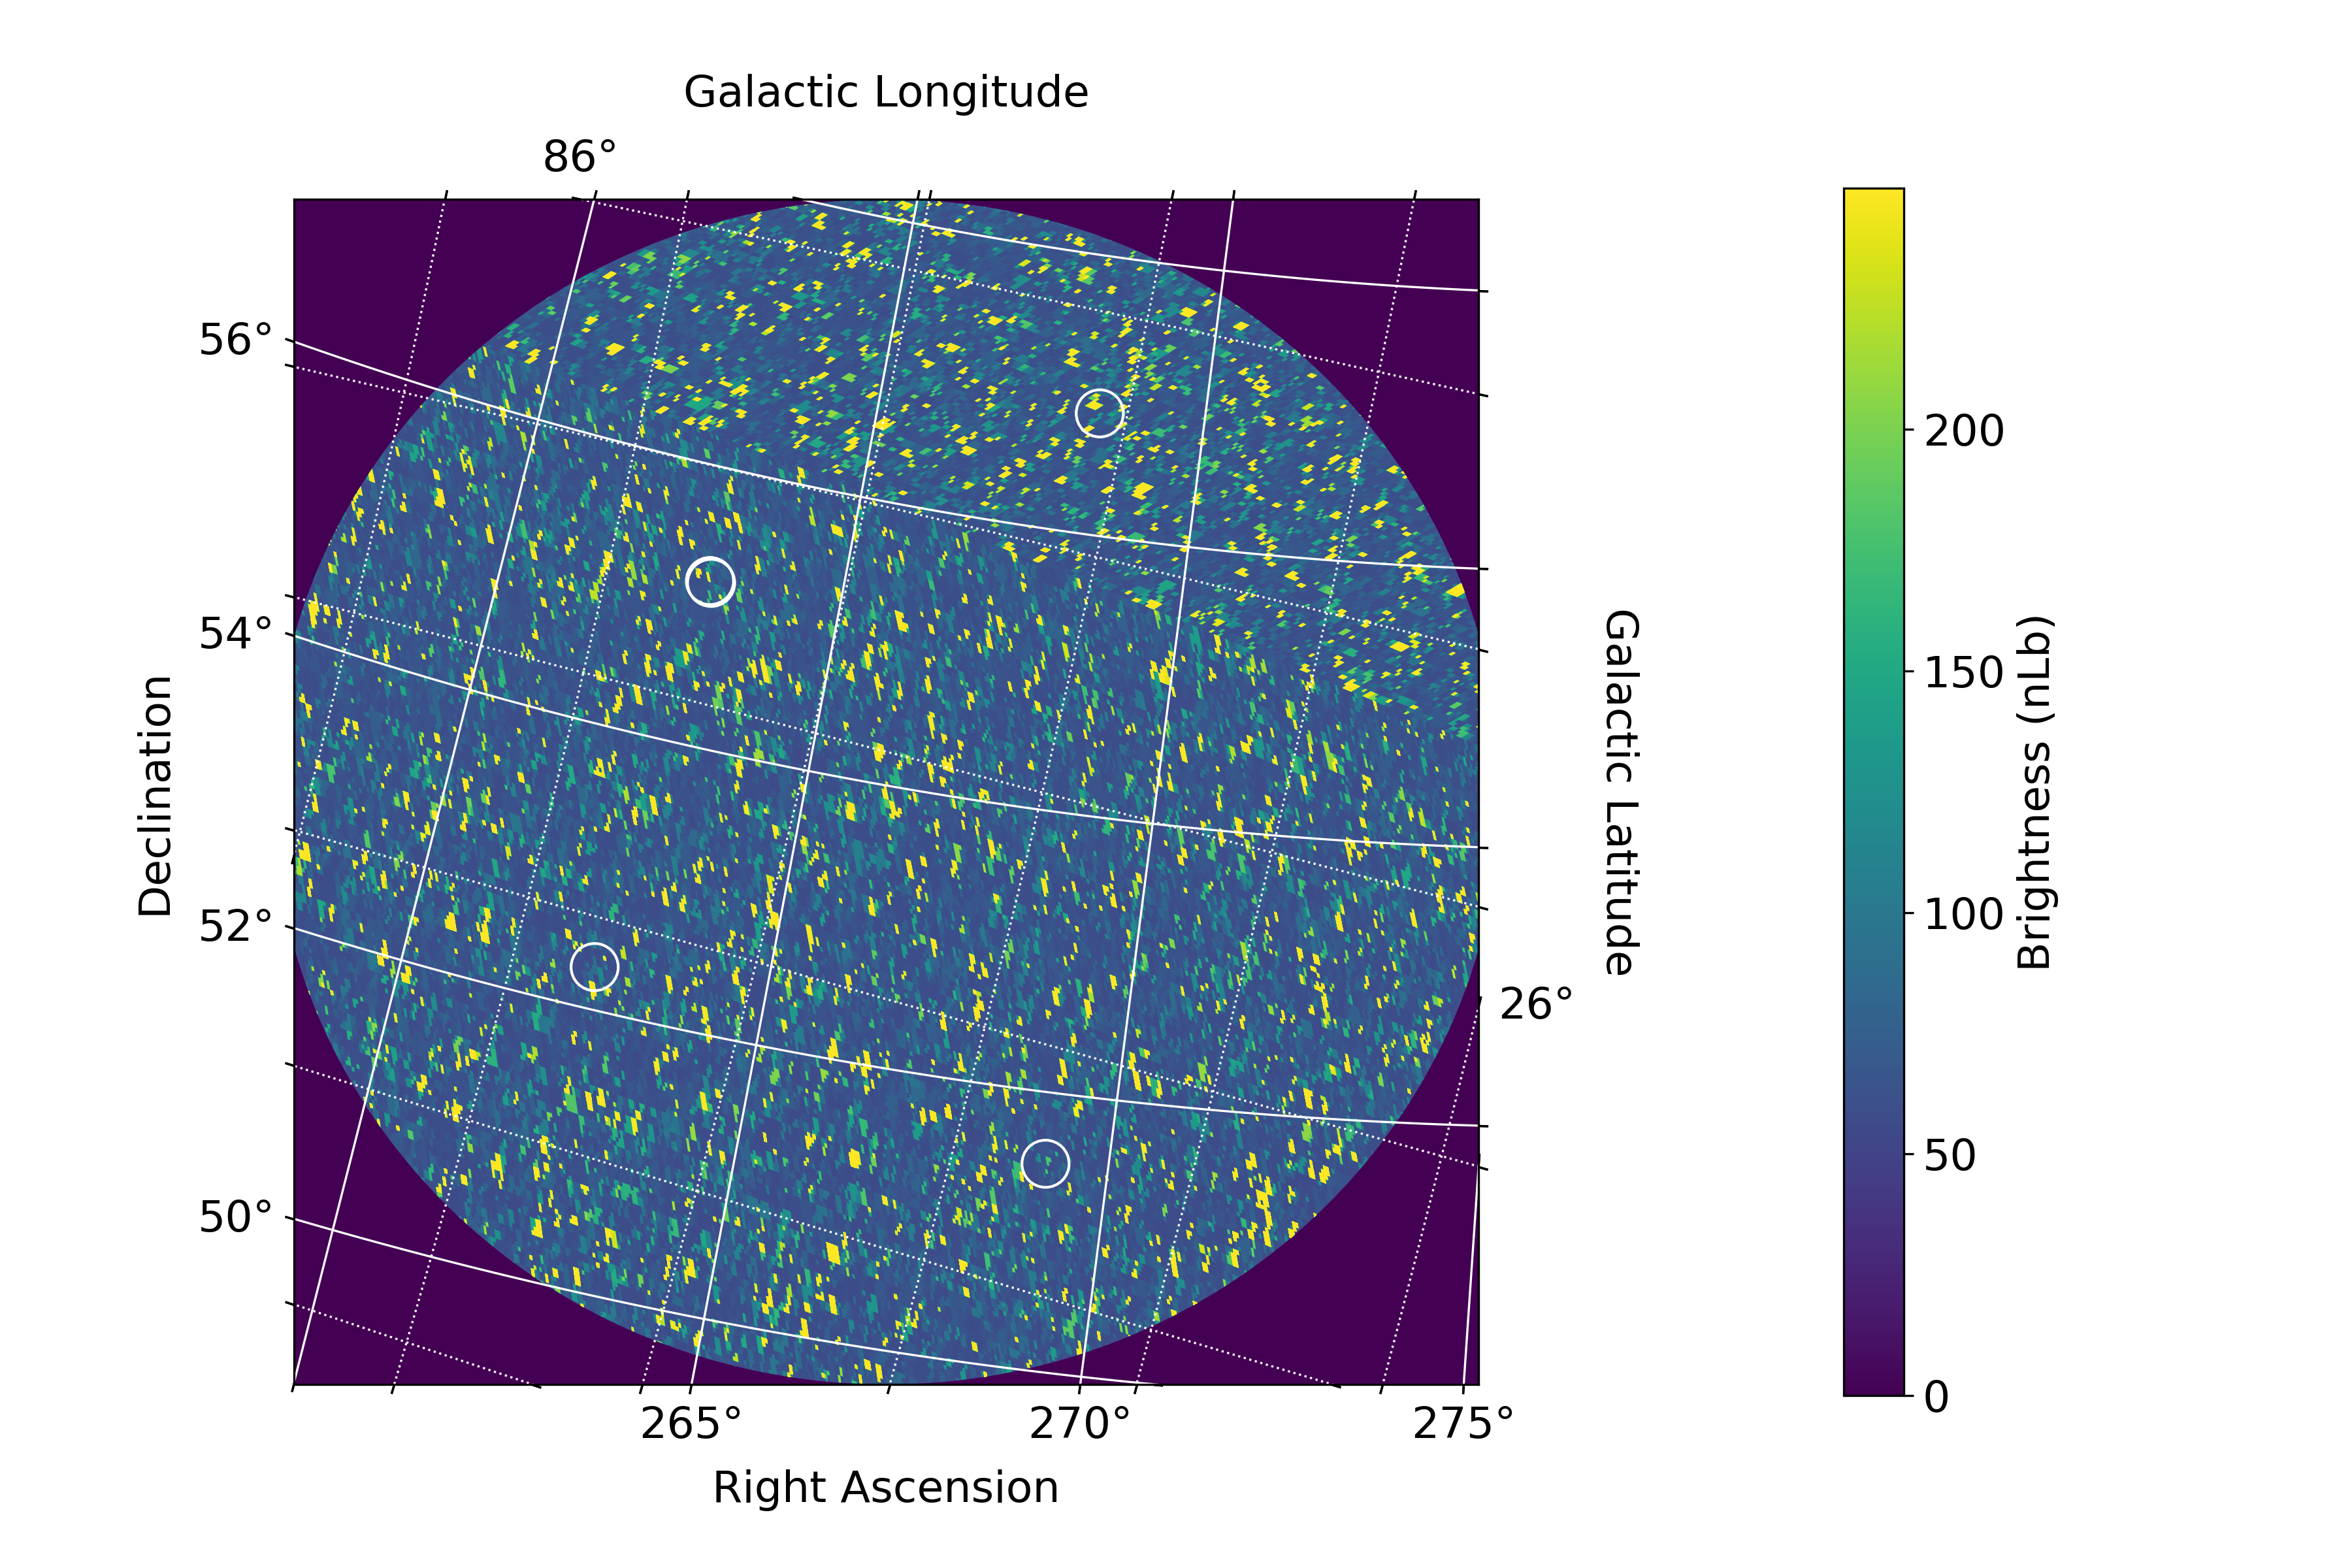 Galactic Longitude
86°
56°
54°
52°
50°
Declination
265°
270°
275°
Right Ascension
26°
Galactic Latitude
200
150
100
50
0
Brightness (nLb)